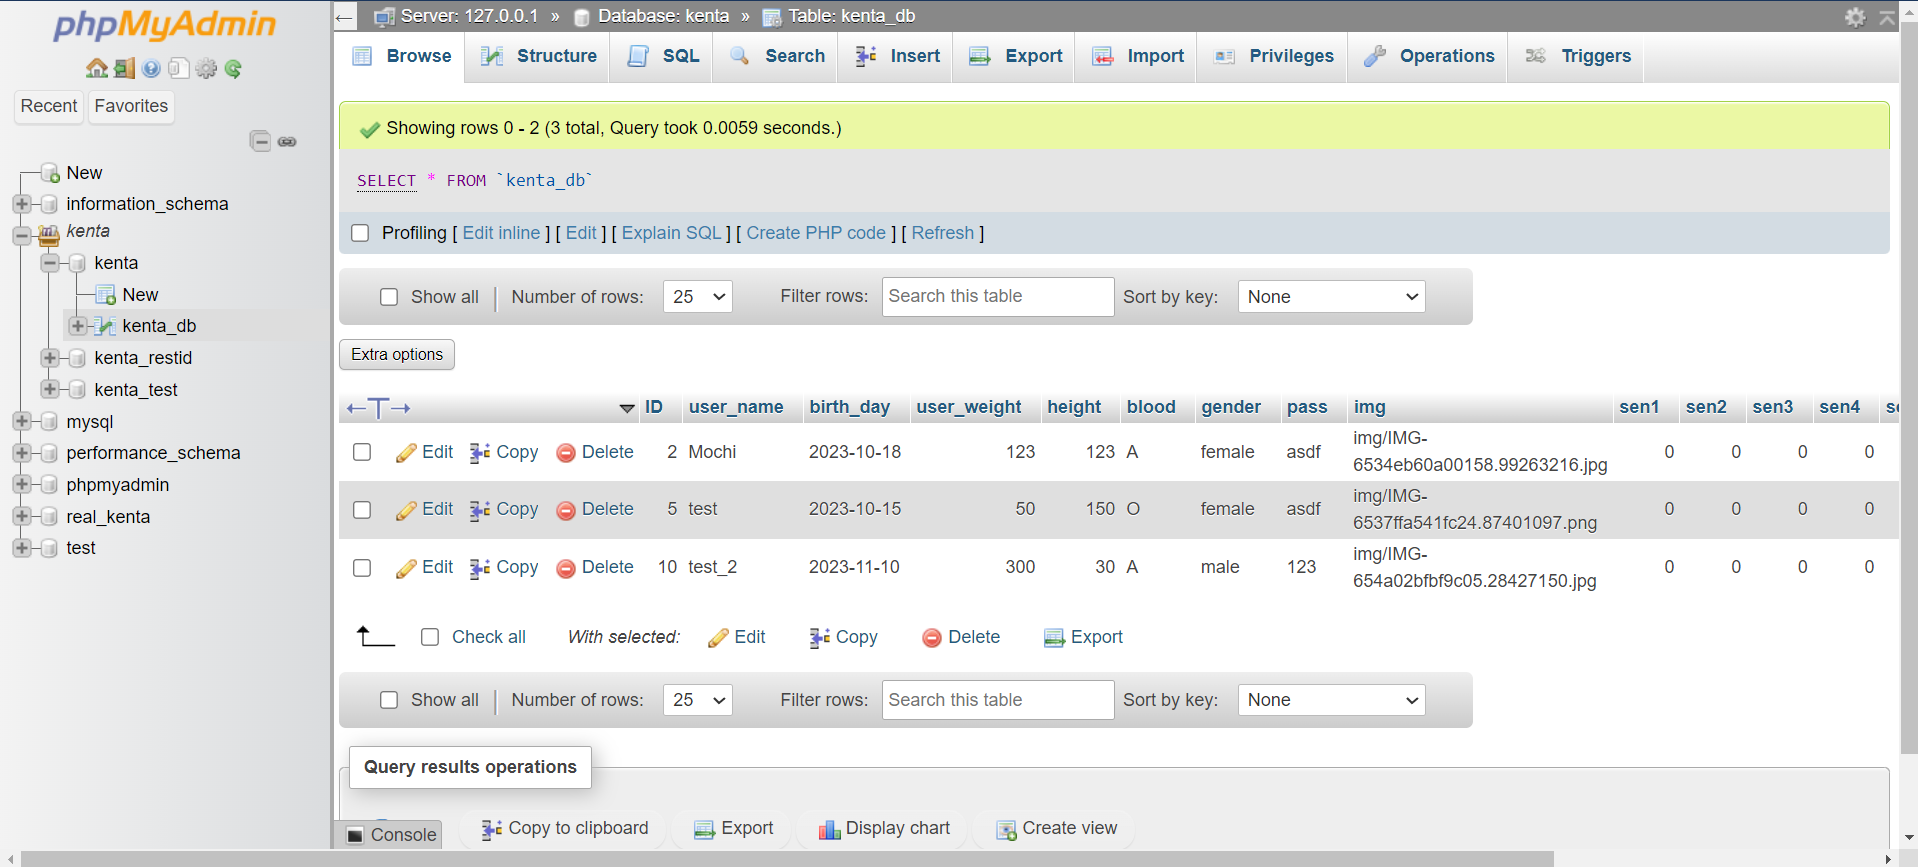 phpMyAdmin
Recent Favorites
New
information_schema
kenta
kenta
New
kenta_db
kenta_restid
kenta_test
mysql
performance_schema
phpmyadmin
real_kenta
test
Server: 127.0.0.1 » Database: kenta » Table: kenta_db
Browse Structure SQL Search Insert Export Import Privileges Operations Triggers
Showing rows 0 - 2 (3 total, Query took 0.0059 seconds.)
SELECT * FROM `kenta_db`
Profiling [ Edit inline ] [ Edit ] [ Explain SQL ] [ Create PHP code ] [ Refresh ]
Show all | Number of rows: 25 Filter rows: Search this table Sort by key: None
Extra options
←T→ ID user_name birth_day user_weight height blood gender pass img sen1 sen2 sen3 sen4
Edit Copy Delete 2 Mochi 2023-10-18 123 123 A female asdf img/IMG-6534eb60a00158.99263216.jpg 0 0 0 0
Edit Copy Delete 5 test 2023-10-15 50 150 O female asdf img/IMG-6537ffa541fc24.87401097.png 0 0 0 0
Edit Copy Delete 10 test_2 2023-11-10 300 30 A male 123 img/IMG-654a02bfbf9c05.28427150.jpg 0 0 0 0
Check all With selected: Edit Copy Delete Export
Show all | Number of rows: 25 Filter rows: Search this table Sort by key: None
Query results operations
Console Copy to clipboard Export Display chart Create view